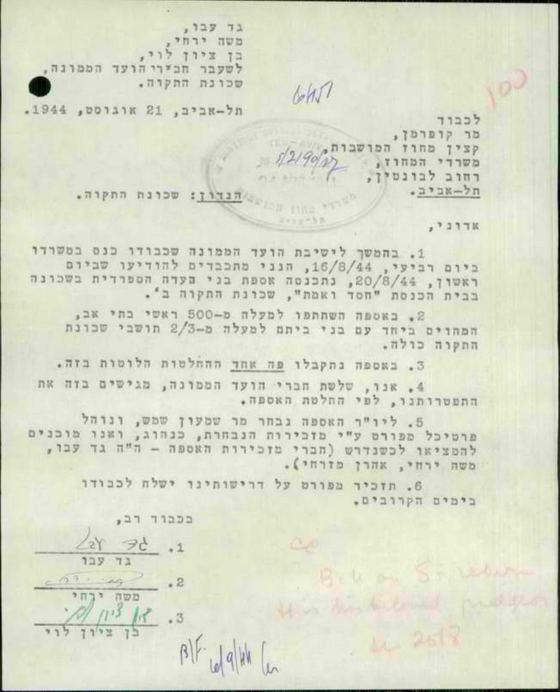 גד עבו,
משה ירחי,
בן ציון לוי,
לשעבר חברי הועד הממונה,
שכונת התקוה.
תל-אביב, 21 אוגוסט, 1944.
100
לכבוד
מר קופרמן,
קצין מחוז המושבות,
משרדי המחוז,
רחוב לבונטין,
תל-אביב.
הנדון: שכונת התקוה.
אדוני,
1. בהמשך לישיבת הועד הממונה שכבודו כנס במשרדו
ביום רביעי, 16/8/44, הנני מתכבדים להודיעו שביום
ראשון, 20/8/44, נתכנסה אספת בני העדה הספרדית בשכונה
בבית הכנסת "חסד ואמת", שכונת התקוה ב'.
2. באספה השתתפו למעלה מ-500 ראשי בתי אב,
המהוים ביחד עם בני ביתם למעלה מ-2/3 תושבי שכונת
התקוה כולה.
3. באספה נתקבלו פה אחד ההחלטות הלוטות בזה.
4. אנו, שלשת חברי הועד הממונה, מגישים בזה את
התפטרותנו, לפי החלטת האספה.
5. ליו"ר האספה נבחר מר שמעון שמש, ונוהל
פרטיכל מפורט ע"י מזכירות הנבחרת, כנהוג, ואנו מוכנים
להמציאו לכשנדרש (חברי מזכירות האספה - ה"ה גד עבו,
משה ירחי, אהרן מזרחי).
6. תזכיר מפורט על דרישותינו ישלח לכבודו
בימים הקרובים.
בכבוד רב,
1. גד עבו
גד עבו
2.
משה ירחי
3. בן ציון לוי
בן ציון לוי
B/F.
6/9/44